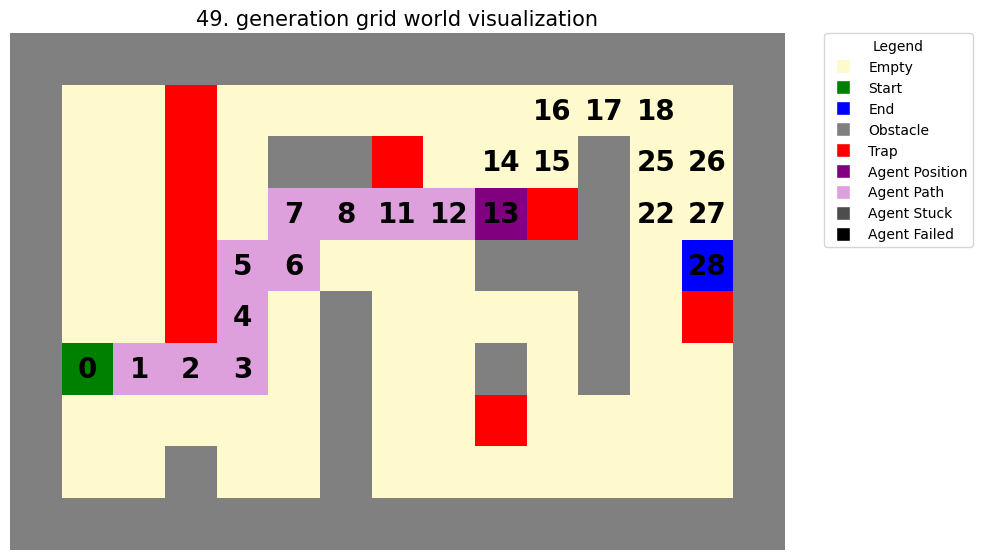 49. generation grid world visualization
16 17 18
14 15 25 26
7 8 11 12 13 22 27
5 6 28
4
0 1 2 3
Legend
Empty
Start
End
Obstacle
Trap
Agent Position
Agent Path
Agent Stuck
Agent Failed